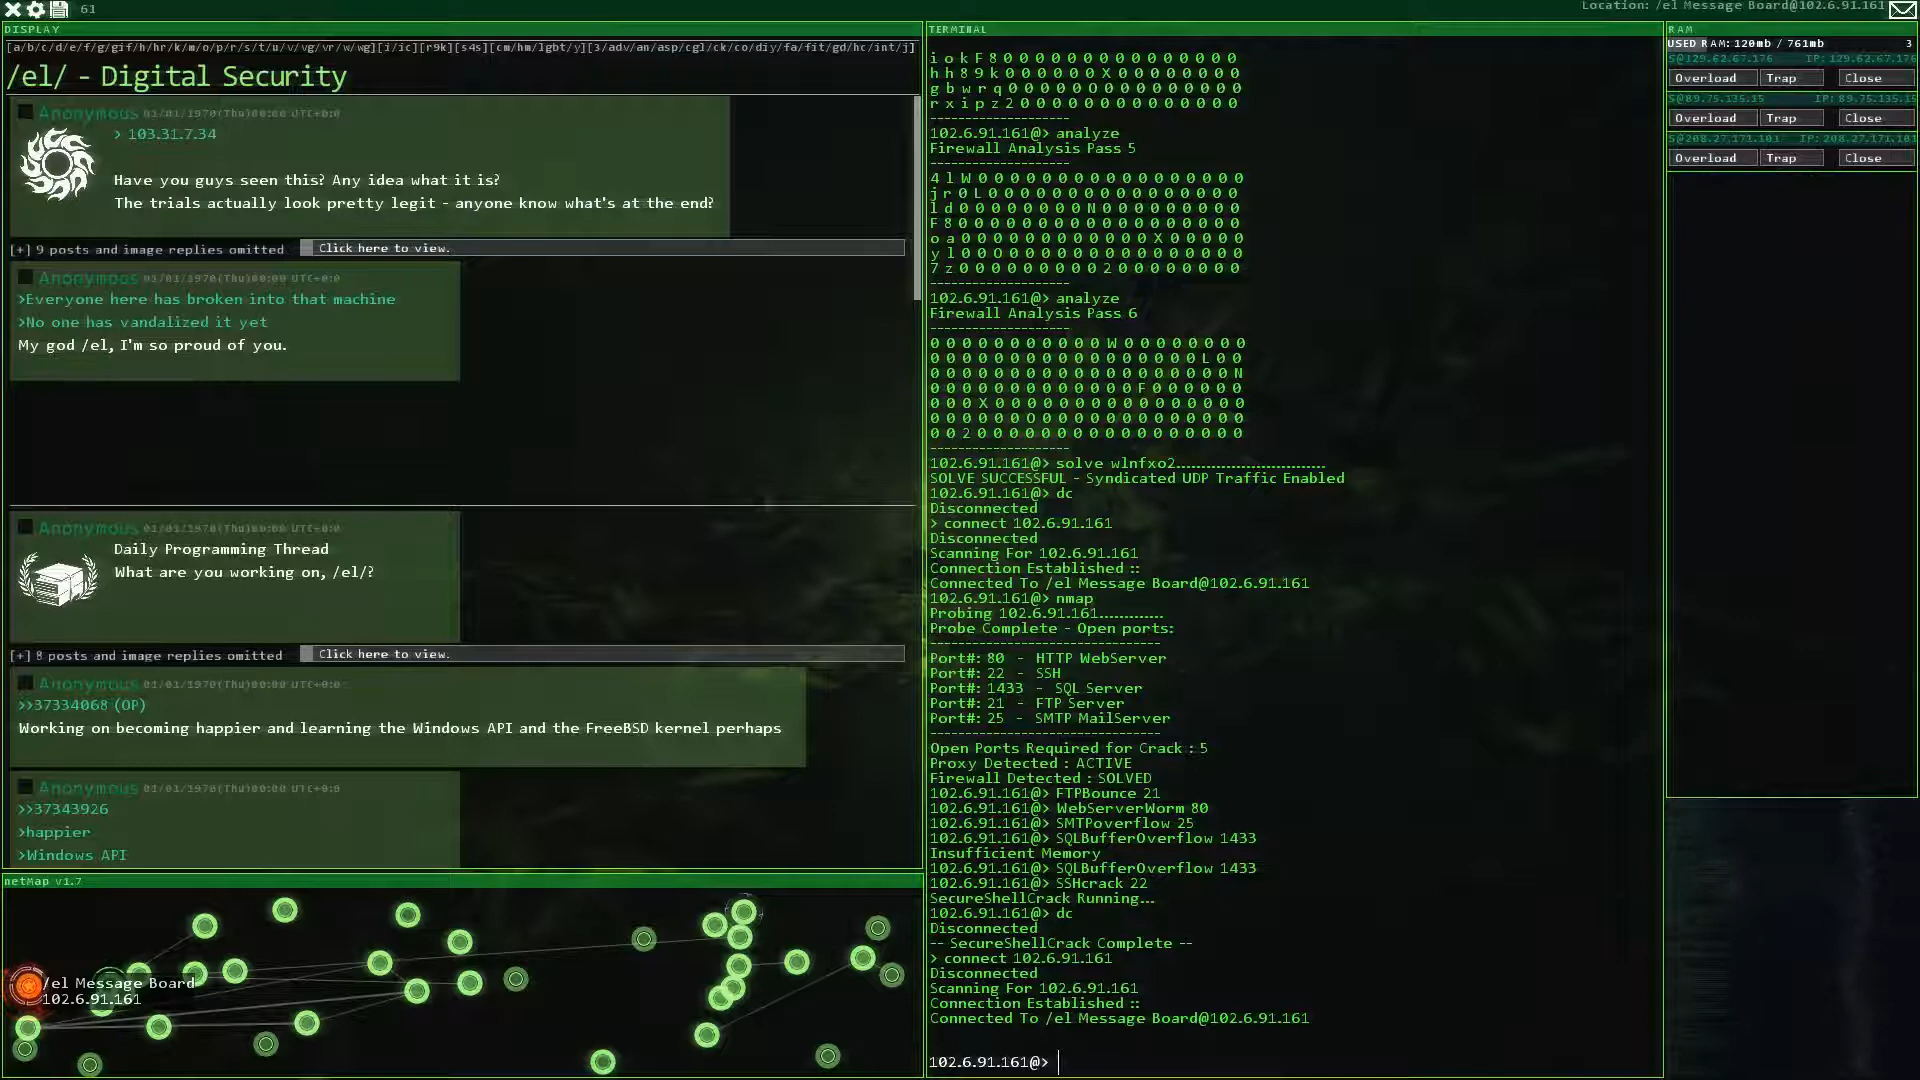 61
Location: /el Message Board@102.6.91.161
DISPLAY
[a/b/c/d/e/f/g/gif/h/hr/k/m/o/p/r/s/t/u/v/vg/vr/w/wg][i/ic][r9k][s4s][cm/hm/lgbt/y][3/adv/an/asp/cgl/ck/co/diy/fa/fit/gd/hc/int/j]
/el/ - Digital Security
Anonymous 01/01/1970(Thu)00:00 UTC+0:0
> 103.31.7.34
Have you guys seen this? Any idea what it is?
The trials actually look pretty legit - anyone know what's at the end?
[+] 9 posts and image replies omitted
Click here to view.
Anonymous 01/01/1970(Thu)00:00 UTC+0:0
>Everyone here has broken into that machine
>No one has vandalized it yet
My god /el, I'm so proud of you.
Anonymous 01/01/1970(Thu)00:00 UTC+0:0
Daily Programming Thread
What are you working on, /el/?
[+] 8 posts and image replies omitted
Click here to view.
Anonymous 01/01/1970(Thu)00:00 UTC+0:0
>>37334068 (OP)
Working on becoming happier and learning the Windows API and the FreeBSD kernel perhaps
Anonymous 01/01/1970(Thu)00:00 UTC+0:0
>>37343926
>happier
>Windows API
netMap v1.7
/el Message Board
102.6.91.161
TERMINAL
i o k F 8 0 0 0 0 0 0 0 0 0 0 0 0 0 0
h h 8 9 k 0 0 0 0 0 0 X 0 0 0 0 0 0 0
g b w r q 0 0 0 0 0 O 0 0 0 0 0 0 0 0
r x i p z 2 0 0 0 0 0 0 0 0 0 0 0 0 0
--------------------
102.6.91.161@> analyze
Firewall Analysis Pass 5
--------------------
4 l W 0 0 0 0 0 0 0 0 0 0 0 0 0 0 0 0
j r 0 L 0 0 0 0 0 0 0 0 0 0 0 0 0 0 0
l d 0 0 0 0 0 0 0 N 0 0 0 0 0 0 0 0 0
F 8 0 0 0 0 0 0 0 0 0 0 0 0 0 0 0 0 0
o a 0 0 0 0 0 0 0 0 0 0 0 X 0 0 0 0 0
y l 0 0 O 0 0 0 0 0 0 0 0 0 0 0 0 0 0
7 z 0 0 0 0 0 0 0 0 2 0 0 0 0 0 0 0 0
--------------------
102.6.91.161@> analyze
Firewall Analysis Pass 6
--------------------
0 0 0 0 0 0 0 0 0 0 W 0 0 0 0 0 0 0 0
0 0 0 0 0 0 0 0 0 0 0 0 0 0 0 0 L 0 0
0 0 0 0 0 0 0 0 0 0 0 0 0 0 0 0 0 0 N
0 0 0 0 0 0 0 0 0 0 0 0 F 0 0 0 0 0 0
0 0 0 X 0 0 0 0 0 0 0 0 0 0 0 0 0 0 0
0 0 0 0 0 0 O 0 0 0 0 0 0 0 0 0 0 0 0
0 0 2 0 0 0 0 0 0 0 0 0 0 0 0 0 0 0 0
--------------------
102.6.91.161@> solve wlnfxo2..............................
SOLVE SUCCESSFUL - Syndicated UDP Traffic Enabled
102.6.91.161@> dc
Disconnected
> connect 102.6.91.161
Disconnected
Scanning For 102.6.91.161
Connection Established ::
Connected To /el Message Board@102.6.91.161
102.6.91.161@> nmap
Probing 102.6.91.161.............
Probe Complete - Open ports:
---------------------------------
Port#: 80 - HTTP WebServer
Port#: 22 - SSH
Port#: 1433 - SQL Server
Port#: 21 - FTP Server
Port#: 25 - SMTP MailServer
---------------------------------
Open Ports Required for Crack : 5
Proxy Detected : ACTIVE
Firewall Detected : SOLVED
102.6.91.161@> FTPBounce 21
102.6.91.161@> WebServerWorm 80
102.6.91.161@> SMTPoverflow 25
102.6.91.161@> SQLBufferOverflow 1433
Insufficient Memory
102.6.91.161@> SQLBufferOverflow 1433
102.6.91.161@> SSHcrack 22
SecureShellCrack Running...
102.6.91.161@> dc
Disconnected
-- SecureShellCrack Complete --
> connect 102.6.91.161
Disconnected
Scanning For 102.6.91.161
Connection Established ::
Connected To /el Message Board@102.6.91.161
102.6.91.161@>
RAM
USED RAM: 120mb / 761mb 3
S@129.62.67.176 IP: 129.62.67.176
Overload Trap Close
S@89.75.135.15 IP: 89.75.135.15
Overload Trap Close
S@208.27.171.101 IP: 208.27.171.101
Overload Trap Close